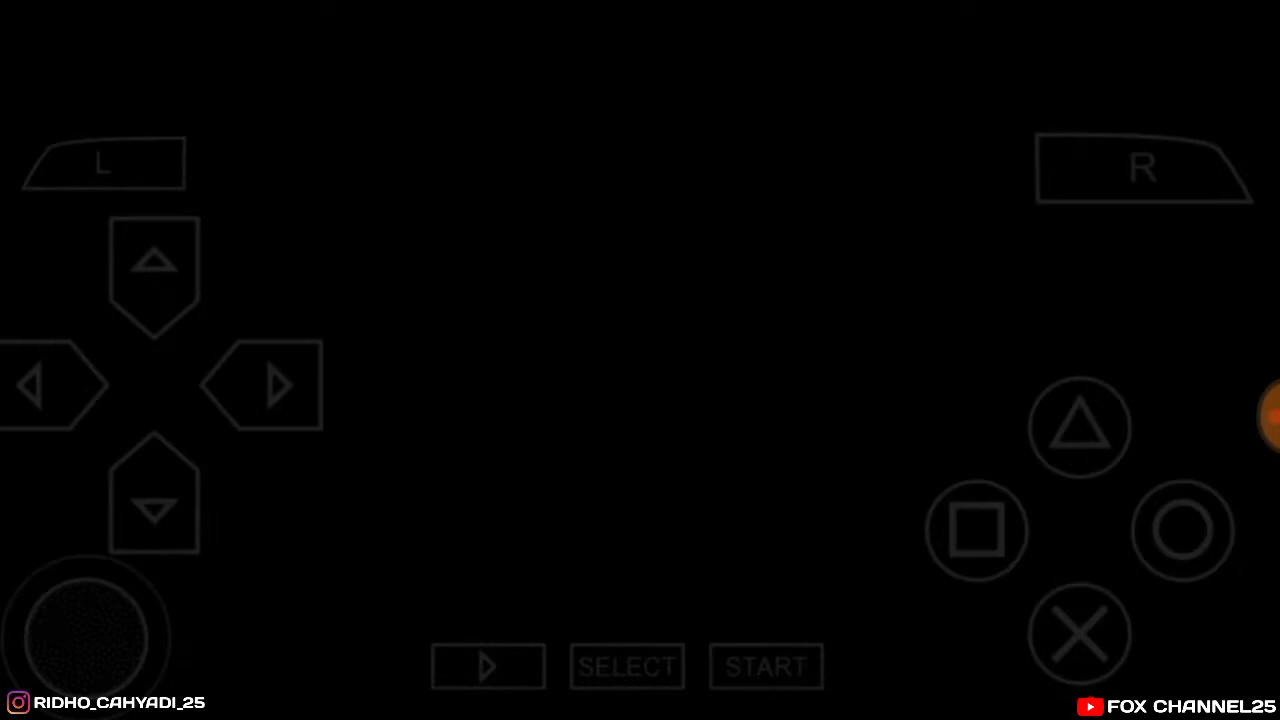 L
R
SELECT
START
RIDHO_CAHYADI_25
FOX CHANNEL25